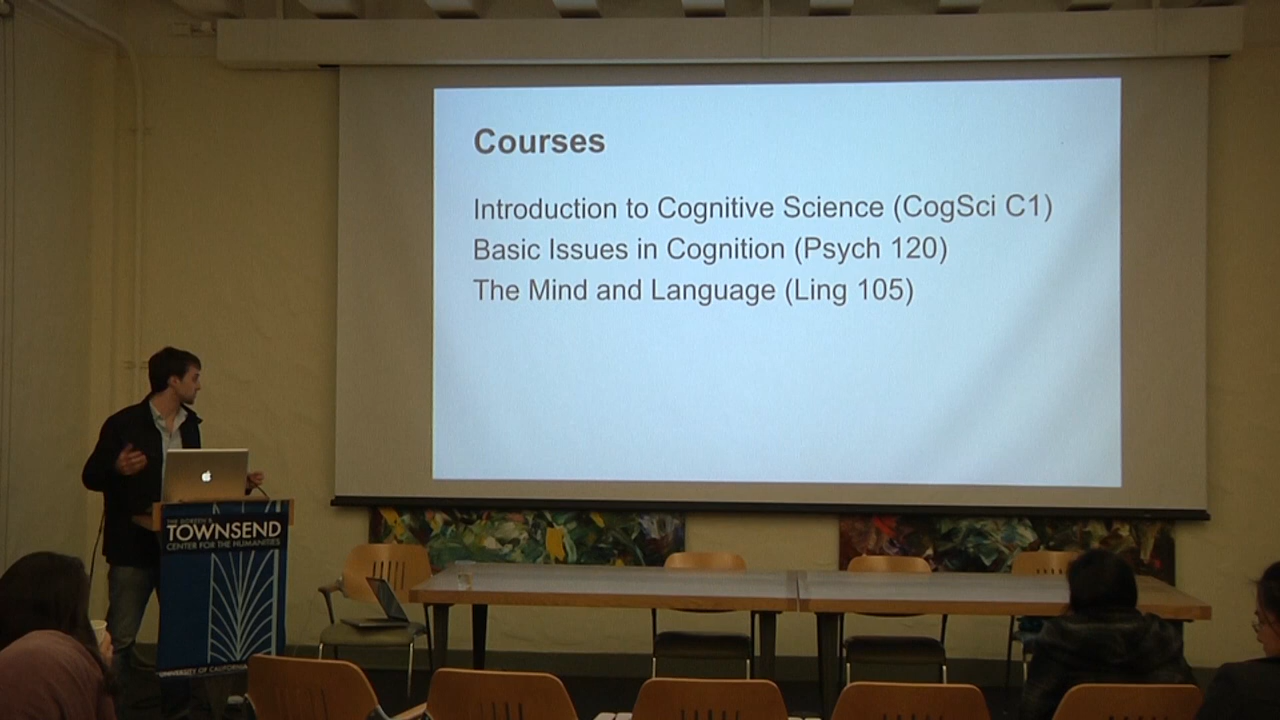 Courses
Introduction to Cognitive Science (CogSci C1)
Basic Issues in Cognition (Psych 120)
The Mind and Language (Ling 105)
TOWNSEND
CENTER FOR THE HUMANITIES
UNIVERSITY OF CALIFORNIA